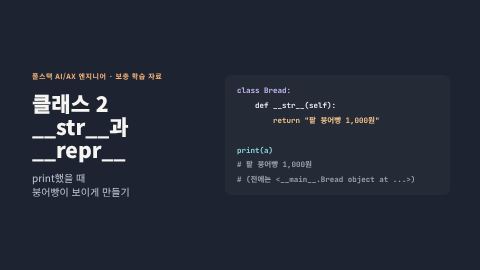 풀스택 AI/AX 엔지니어 · 보충 학습 자료
클래스 2
__str__과
__repr__
print했을 때
붕어빵이 보이게 만들기
class Bread:
    def __str__(self):
        return "팥 붕어빵 1,000원"
print(a)
# 팥 붕어빵 1,000원
# (전에는 <__main__.Bread object at ...>)